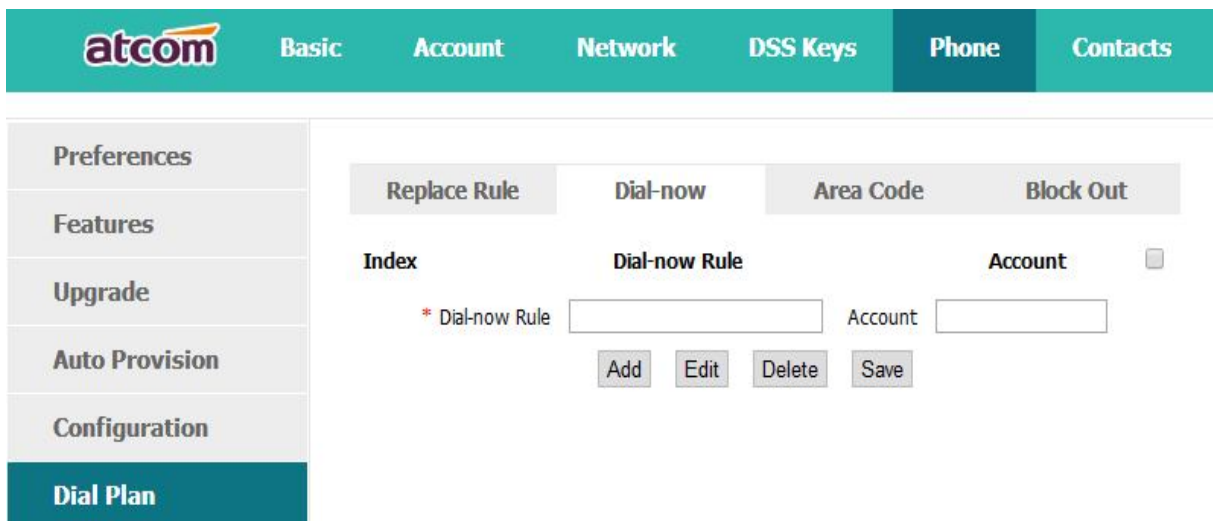 atcom Basic Account Network DSS Keys Phone Contacts
Preferences
Features
Upgrade
Auto Provision
Configuration
Dial Plan
Replace Rule Dial-now Area Code Block Out
Index Dial-now Rule Account
* Dial-now Rule Account
Add Edit Delete Save